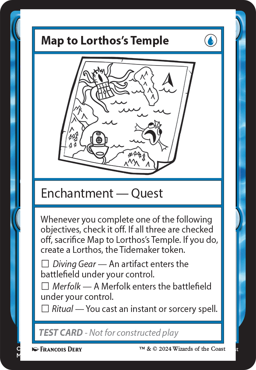 Map to Lorthos's Temple
Enchantment — Quest
Whenever you complete one of the following
objectives, check it off. If all three are checked
off, sacrifice Map to Lorthos's Temple. If you do,
create a Lorthos, the Tidemaker token.
☐ Diving Gear — An artifact enters the
battlefield under your control.
☐ Merfolk — A Merfolk enters the battlefield
under your control.
☐ Ritual — You cast an instant or sorcery spell.
TEST CARD - Not for constructed play
Francois Dery
™ & © 2024 Wizards of the Coast